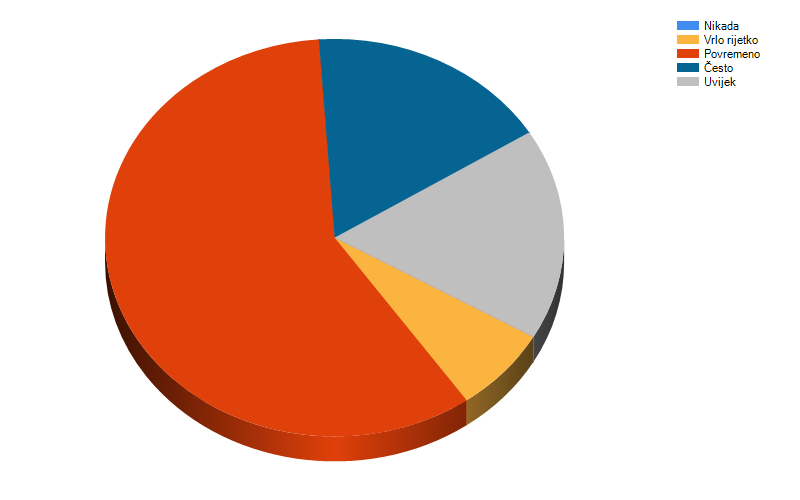 Nikada
Vrlo rijetko
Povremeno
Često
Uvijek